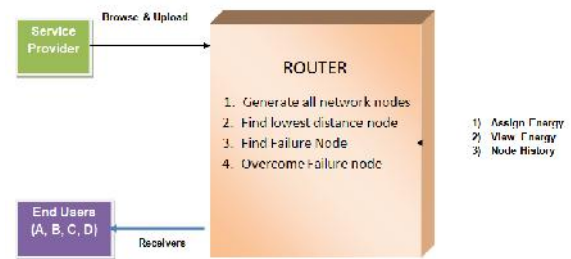 Browse & Upload
Service
Provider
ROUTER
1. Generate all network nodes
2. Find lowest distance node
3. Find Failure Node
4. Overcome Failure node
1) Assign Energy
2) View Energy
3) Node History
End Users
(A, B, C, D)
Receivers